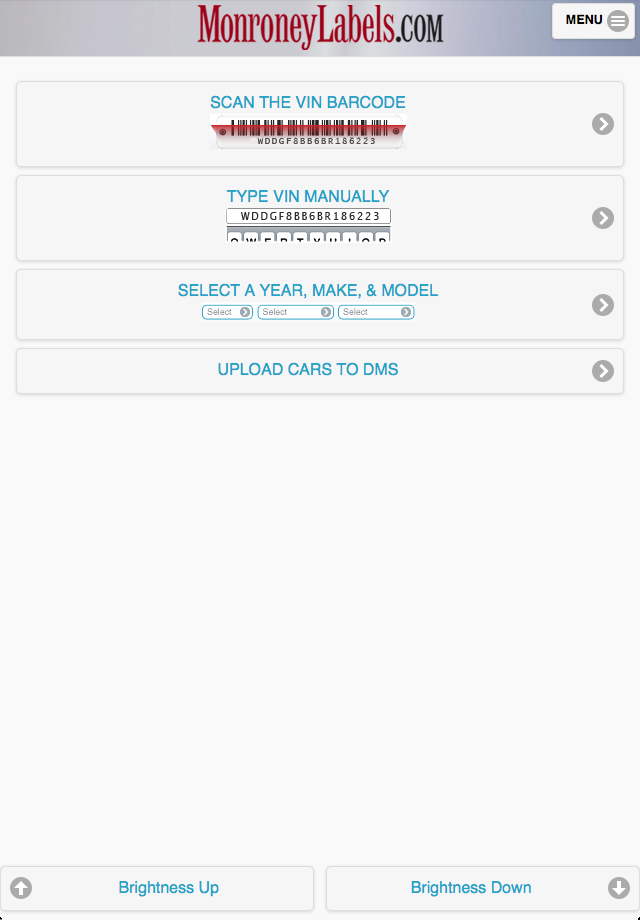 MonroneyLabels.com
MENU
SCAN THE VIN BARCODE
WDDGF8BB6BR186223
TYPE VIN MANUALLY
WDDGF8BB6BR186223
Q W E R T Y U I O P
SELECT A YEAR, MAKE, & MODEL
Select Select Select
UPLOAD CARS TO DMS
Brightness Up Brightness Down